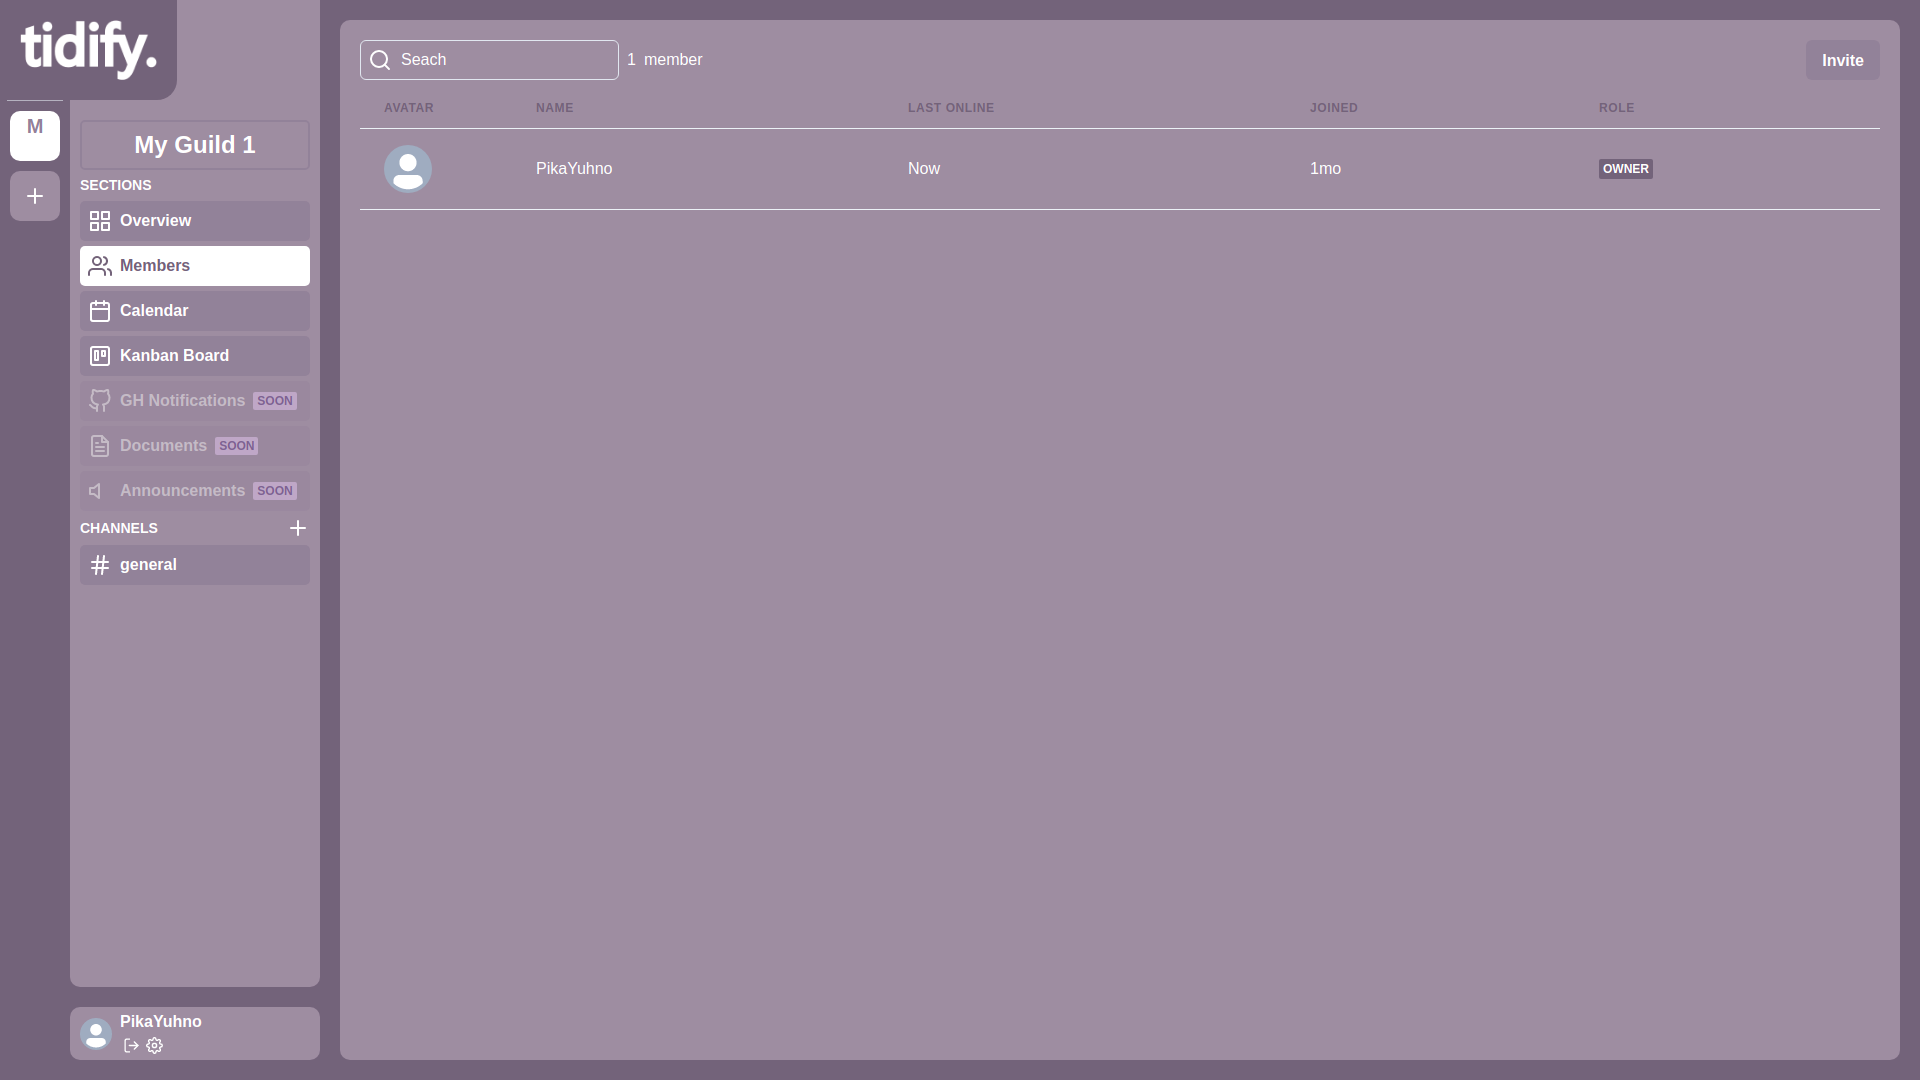 tidify.
M
My Guild 1
SECTIONS
Overview
Members
Calendar
Kanban Board
GH Notifications SOON
Documents SOON
Announcements SOON
CHANNELS
general
PikaYuhno
Seach
1 member
Invite
AVATAR NAME LAST ONLINE JOINED ROLE
PikaYuhno Now 1mo OWNER